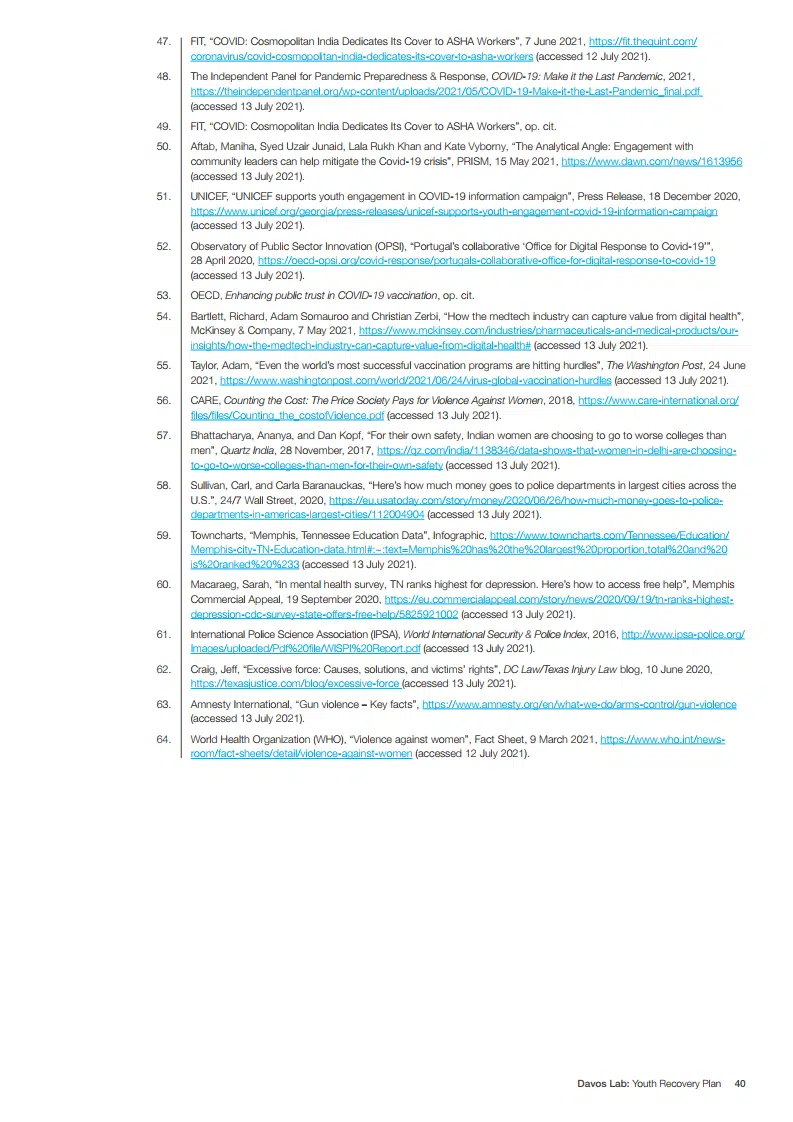 47. FIT, “COVID: Cosmopolitan India Dedicates Its Cover to ASHA Workers”, 7 June 2021, https://fit.thequint.com/
coronavirus/covid-cosmopolitan-india-dedicates-its-cover-to-asha-workers (accessed 12 July 2021).
48. The Independent Panel for Pandemic Preparedness & Response, COVID-19: Make it the Last Pandemic, 2021,
https://theindependentpanel.org/wp-content/uploads/2021/05/COVID-19-Make-it-the-Last-Pandemic_final.pdf
(accessed 13 July 2021).
49. FIT, “COVID: Cosmopolitan India Dedicates Its Cover to ASHA Workers”, op. cit.
50. Aftab, Maniha, Syed Uzair Junaid, Lala Rukh Khan and Kate Vyborny, “The Analytical Angle: Engagement with
community leaders can help mitigate the Covid-19 crisis”, PRISM, 15 May 2021, https://www.dawn.com/news/1613956
(accessed 13 July 2021).
51. UNICEF, “UNICEF supports youth engagement in COVID-19 information campaign”, Press Release, 18 December 2020,
https://www.unicef.org/georgia/press-releases/unicef-supports-youth-engagement-covid-19-information-campaign
(accessed 13 July 2021).
52. Observatory of Public Sector Innovation (OPSI), “Portugal’s collaborative ‘Office for Digital Response to Covid-19’”,
28 April 2020, https://oecd-opsi.org/covid-response/portugals-collaborative-office-for-digital-response-to-covid-19
(accessed 13 July 2021).
53. OECD, Enhancing public trust in COVID-19 vaccination, op. cit.
54. Bartlett, Richard, Adam Somauroo and Christian Zerbi, “How the medtech industry can capture value from digital health”,
McKinsey & Company, 7 May 2021, https://www.mckinsey.com/industries/pharmaceuticals-and-medical-products/our-
insights/how-the-medtech-industry-can-capture-value-from-digital-health# (accessed 13 July 2021).
55. Taylor, Adam, “Even the world’s most successful vaccination programs are hitting hurdles”, The Washington Post, 24 June
2021, https://www.washingtonpost.com/world/2021/06/24/virus-global-vaccination-hurdles (accessed 13 July 2021).
56. CARE, Counting the Cost: The Price Society Pays for Violence Against Women, 2018, https://www.care-international.org/
files/files/Counting_the_costofViolence.pdf (accessed 13 July 2021).
57. Bhattacharya, Ananya, and Dan Kopf, “For their own safety, Indian women are choosing to go to worse colleges than
men”, Quartz India, 28 November, 2017, https://qz.com/india/1138346/data-shows-that-women-in-delhi-are-choosing-
to-go-to-worse-colleges-than-men-for-their-own-safety (accessed 13 July 2021).
58. Sullivan, Carl, and Carla Baranauckas, “Here’s how much money goes to police departments in largest cities across the
U.S.”, 24/7 Wall Street, 2020, https://eu.usatoday.com/story/money/2020/06/26/how-much-money-goes-to-police-
departments-in-americas-largest-cities/112004904 (accessed 13 July 2021).
59. Towncharts, “Memphis, Tennessee Education Data”, Infographic, https://www.towncharts.com/Tennessee/Education/
Memphis-city-TN-Education-data.html#:~:text=Memphis%20has%20the%20largest%20proportion,total%20and%20
is%20ranked%20%233 (accessed 13 July 2021).
60. Macaraeg, Sarah, “In mental health survey, TN ranks highest for depression. Here’s how to access free help”, Memphis
Commercial Appeal, 19 September 2020, https://eu.commercialappeal.com/story/news/2020/09/19/tn-ranks-highest-
depression-cdc-survey-state-offers-free-help/5825921002 (accessed 13 July 2021).
61. International Police Science Association (IPSA), World International Security & Police Index, 2016, http://www.ipsa-police.org/
Images/uploaded/Pdf%20file/WISPI%20Report.pdf (accessed 13 July 2021).
62. Craig, Jeff, “Excessive force: Causes, solutions, and victims’ rights”, DC Law/Texas Injury Law blog, 10 June 2020,
https://texasjustice.com/blog/excessive-force (accessed 13 July 2021).
63. Amnesty International, “Gun violence – Key facts”, https://www.amnesty.org/en/what-we-do/arms-control/gun-violence
(accessed 13 July 2021).
64. World Health Organization (WHO), “Violence against women”, Fact Sheet, 9 March 2021, https://www.who.int/news-
room/fact-sheets/detail/violence-against-women (accessed 12 July 2021).
Davos Lab: Youth Recovery Plan 40